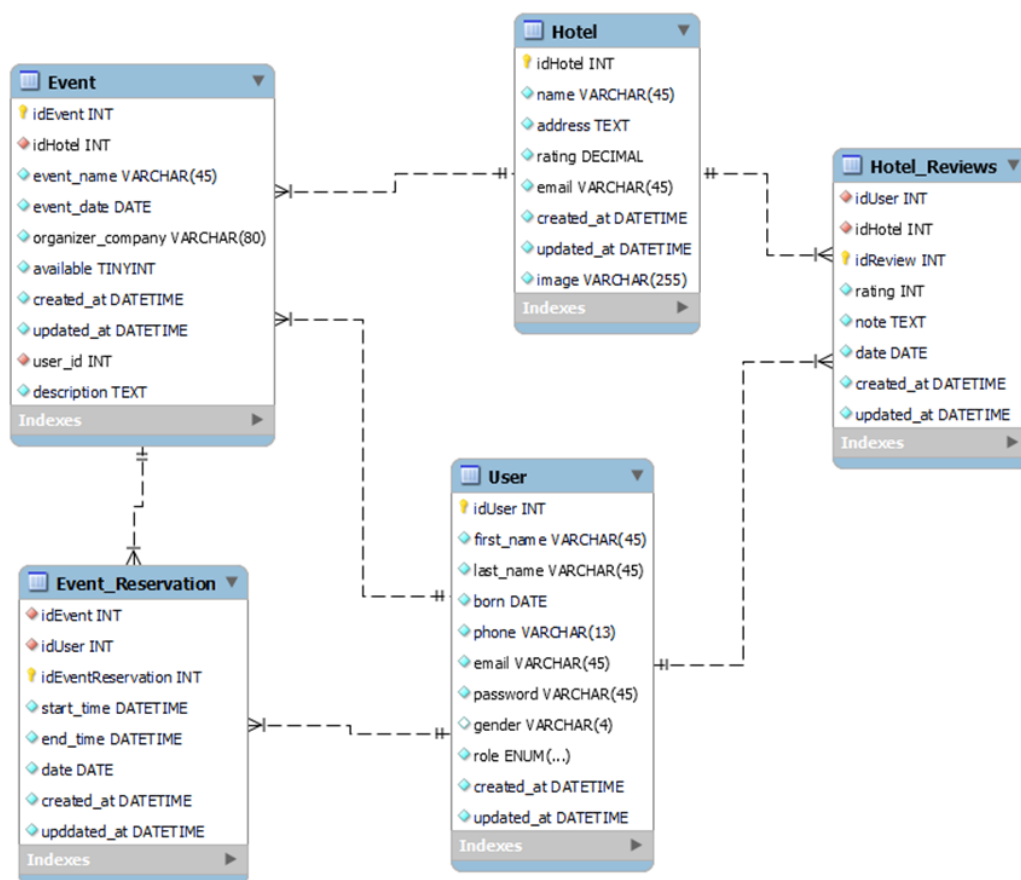 Hotel
idHotel INT
name VARCHAR(45)
address TEXT
rating DECIMAL
email VARCHAR(45)
created_at DATETIME
updated_at DATETIME
image VARCHAR(255)
Indexes
Event
idEvent INT
idHotel INT
event_name VARCHAR(45)
event_date DATE
organizer_company VARCHAR(80)
available TINYINT
created_at DATETIME
updated_at DATETIME
user_id INT
description TEXT
Indexes
Hotel_Reviews
idUser INT
idHotel INT
idReview INT
rating INT
note TEXT
date DATE
created_at DATETIME
updated_at DATETIME
Indexes
User
idUser INT
first_name VARCHAR(45)
last_name VARCHAR(45)
born DATE
phone VARCHAR(13)
email VARCHAR(45)
password VARCHAR(45)
gender VARCHAR(4)
role ENUM(...)
created_at DATETIME
updated_at DATETIME
Indexes
Event_Reservation
idEvent INT
idUser INT
idEventReservation INT
start_time DATETIME
end_time DATETIME
date DATE
created_at DATETIME
upddated_at DATETIME
Indexes